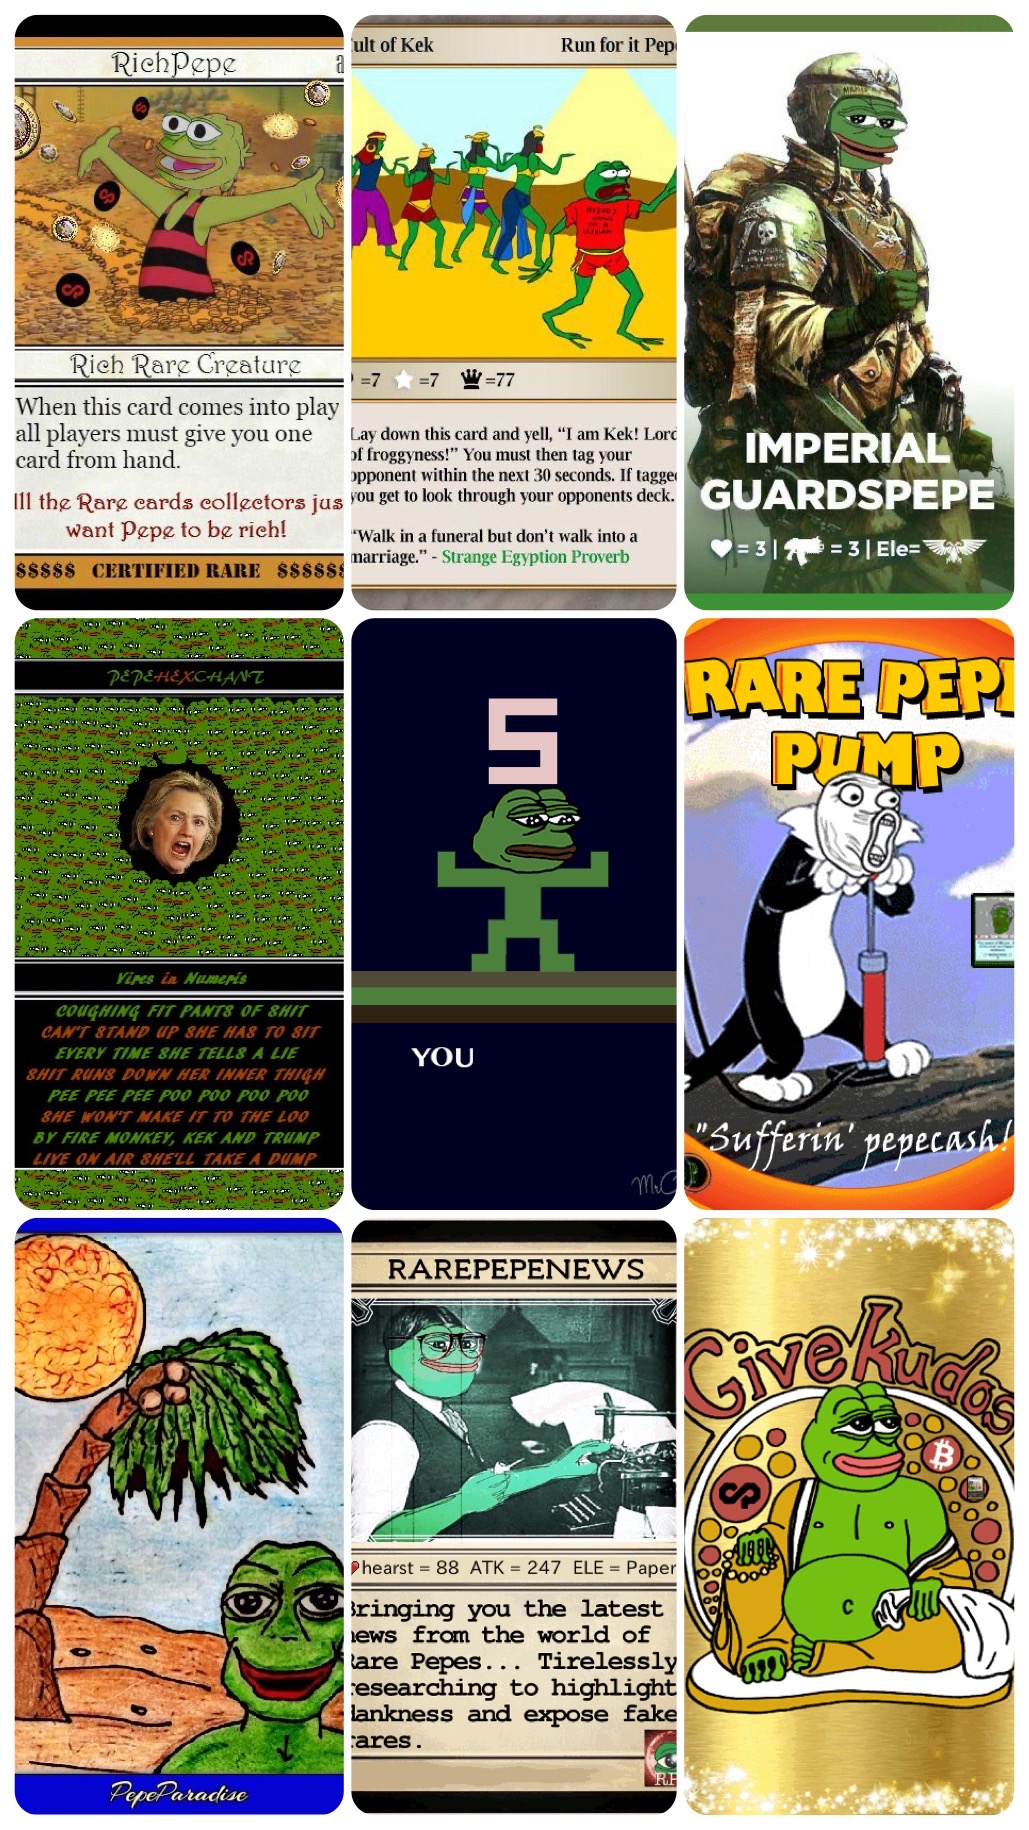 RichPepe
a
Rich Rare Creature
When this card comes into play
all players must give you one
card from hand.
ll the Rare cards collectors jus
want Pepe to be rich!
$$$$$ CERTIFIED RARE $$$$$$
ult of Kek Run for it Pepe
=7 =7 =77
Lay down this card and yell, “I am Kek! Lord
of froggyness!” You must then tag your
opponent within the next 30 seconds. If tagged
you get to look through your opponents deck.
“Walk in a funeral but don’t walk into a
marriage.” - Strange Egyption Proverb
IMPERIAL
GUARDSPEPE
= 3 | = 3 | Ele=
PEPEHEXCHANT
Vires in Numeris
COUGHING FIT PANTS OF SHIT
CAN'T STAND UP SHE HAS TO SIT
EVERY TIME SHE TELLS A LIE
SHIT RUNS DOWN HER INNER THIGH
PEE PEE PEE POO POO POO POO
SHE WON'T MAKE IT TO THE LOO
BY FIRE MONKEY, KEK AND TRUMP
LIVE ON AIR SHE'LL TAKE A DUMP
5
YOU
MrC
RARE PEPE
PUMP
"Sufferin' pepecash!
PepeParadise
RAREPEPENEWS
hearst = 88 ATK = 247 ELE = Paper
Bringing you the latest
news from the world of
Rare Pepes... Tirelessly
researching to highlight
dankness and expose fake
rares.
RP
GiveKudos
B